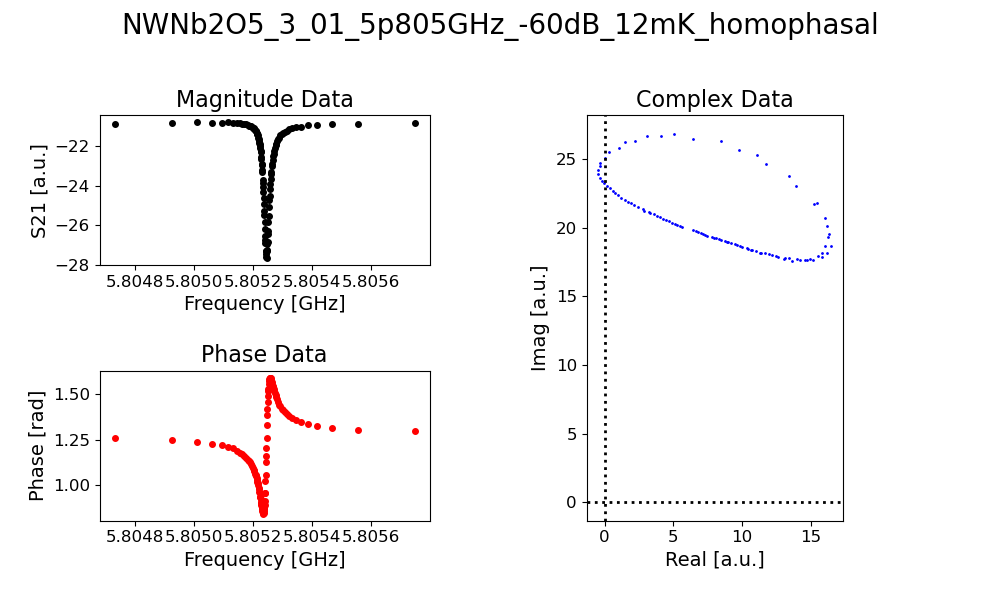 NWNb2O5_3_01_5p805GHz_-60dB_12mK_homophasal
Magnitude Data
S21 [a.u.]
−22
−24
−26
−28
5.8048 5.8050 5.8052 5.8054 5.8056
Frequency [GHz]
Phase Data
Phase [rad]
1.50
1.25
1.00
5.8048 5.8050 5.8052 5.8054 5.8056
Frequency [GHz]
Complex Data
Imag [a.u.]
25
20
15
10
5
0
0 5 10 15
Real [a.u.]